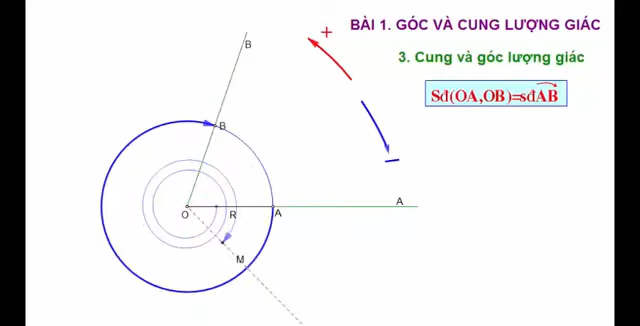 BÀI 1. GÓC VÀ CUNG LƯỢNG GIÁC
3. Cung và góc lượng giác
Sđ(OA,OB)=sđAB
+
B
B
A
O
R
A
M